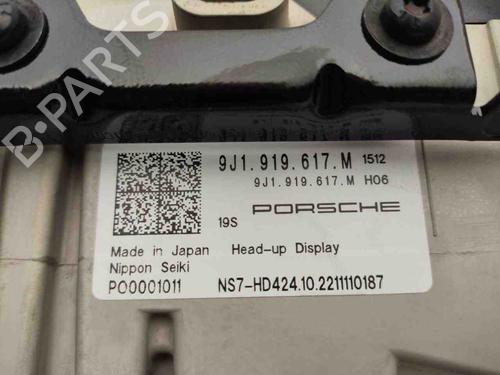 9J1.919.617.M 1512
9J1.919.617.M H06
19S PORSCHE
Made in Japan Head-up Display
Nippon Seiki
PO0001011 NS7-HD424.10.2211110187
B-PARTS